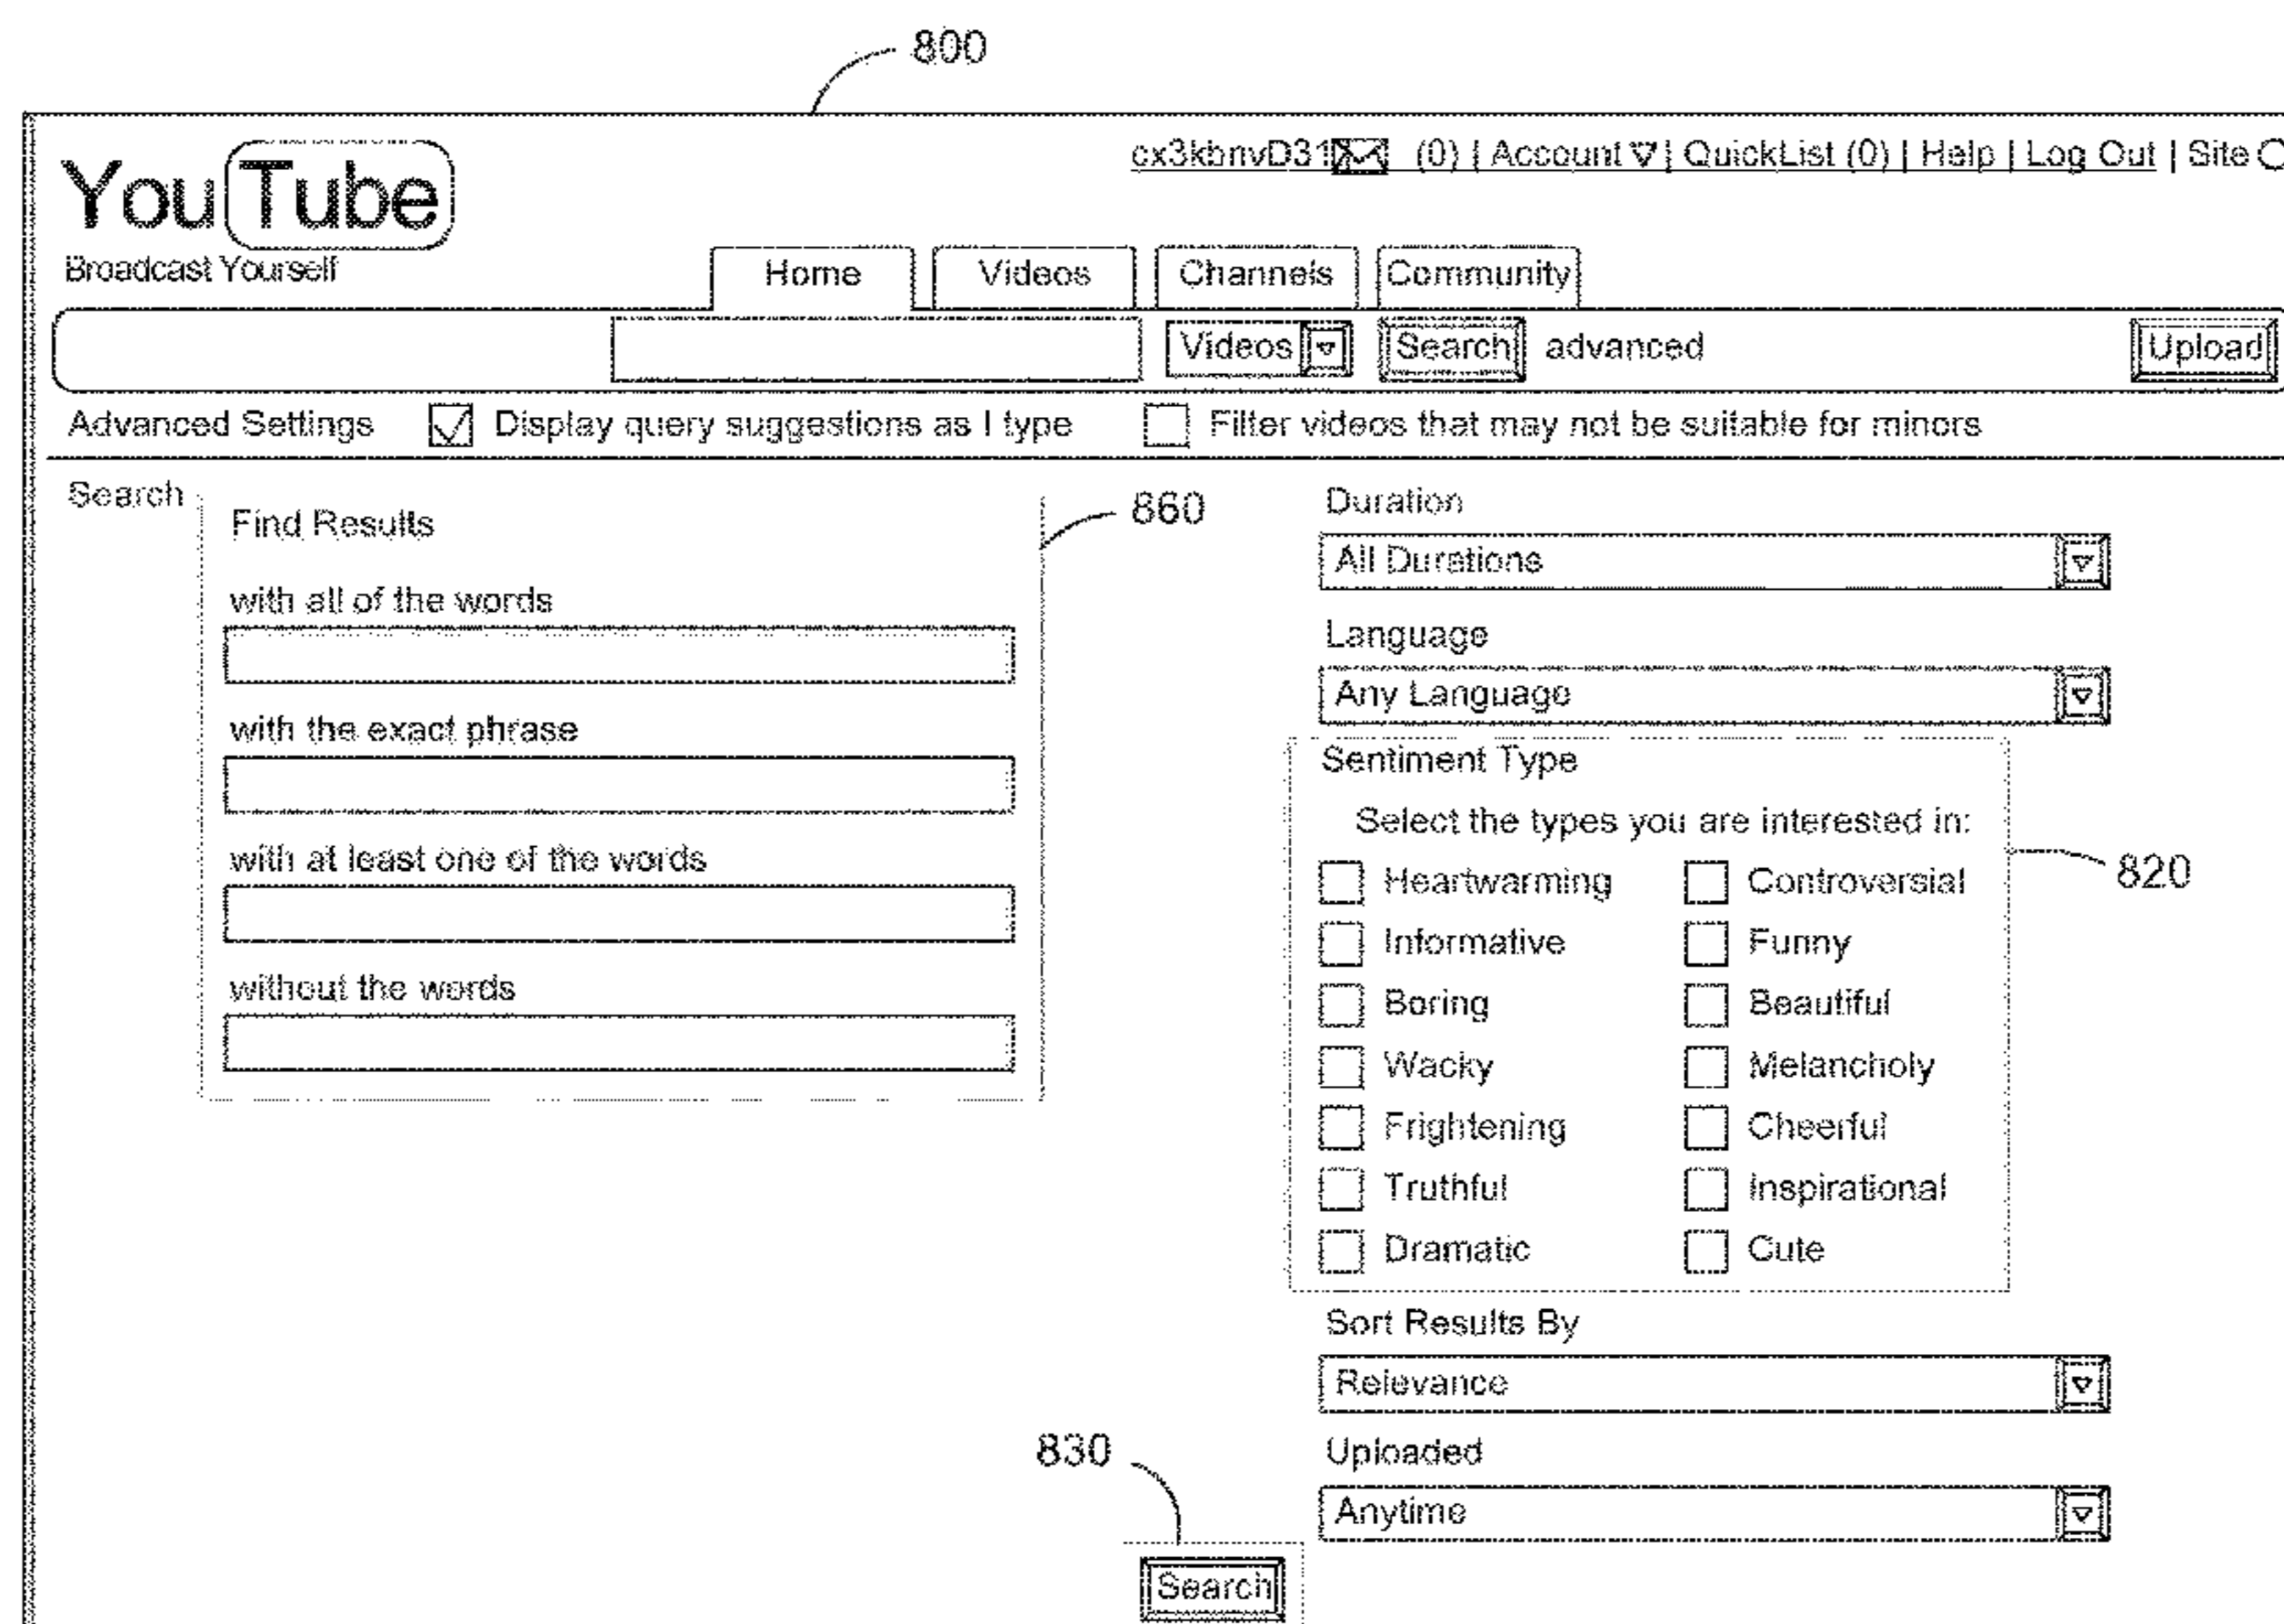 800
YouTube
Broadcast Yourself
cx3kbnvD31 (0) | Account | QuickList (0) | Help | Log Out | Site
Home Videos Channels Community
Videos Search advanced Upload
Advanced Settings Display query suggestions as I type Filter videos that may not be suitable for minors
Search
Find Results
860
with all of the words
with the exact phrase
with at least one of the words
without the words
Duration
All Durations
Language
Any Language
Sentiment Type
Select the types you are interested in:
820
Heartwarming Controversial
Informative Funny
Boring Beautiful
Wacky Melancholy
Frightening Cheerful
Truthful Inspirational
Dramatic Cute
Sort Results By
Relevance
Uploaded
Anytime
830
Search